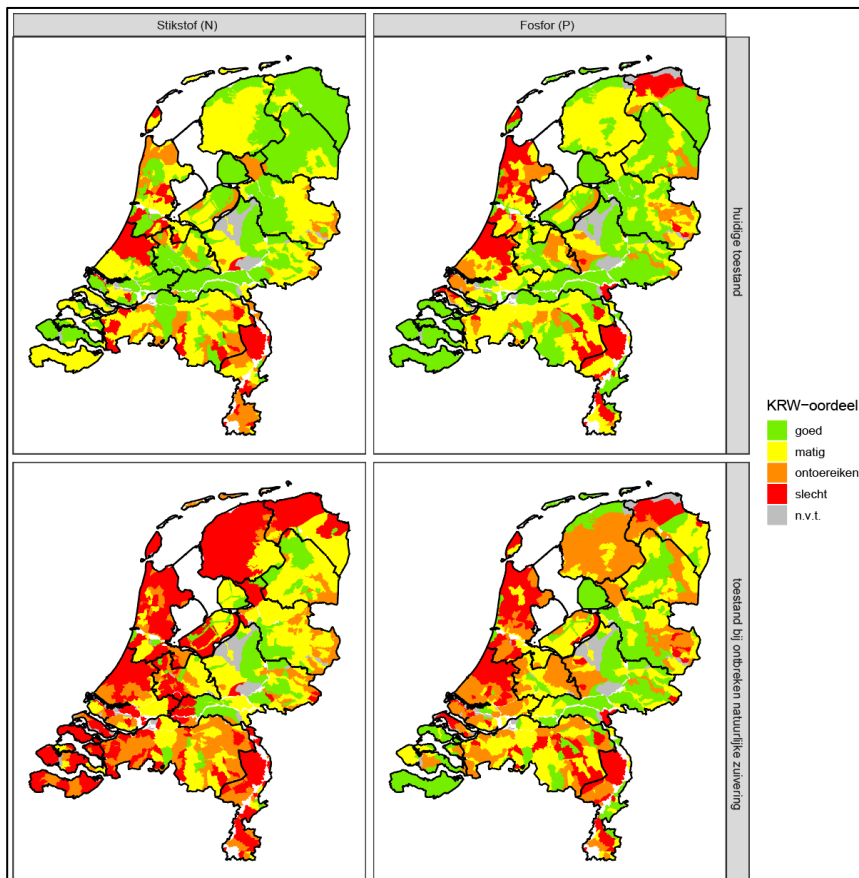 Stikstof (N)
Fosfor (P)
huidige toestand
toestand bij ontbreken natuurlijke zuivering
KRW-oordeel
goed
matig
ontoereiken
slecht
n.v.t.